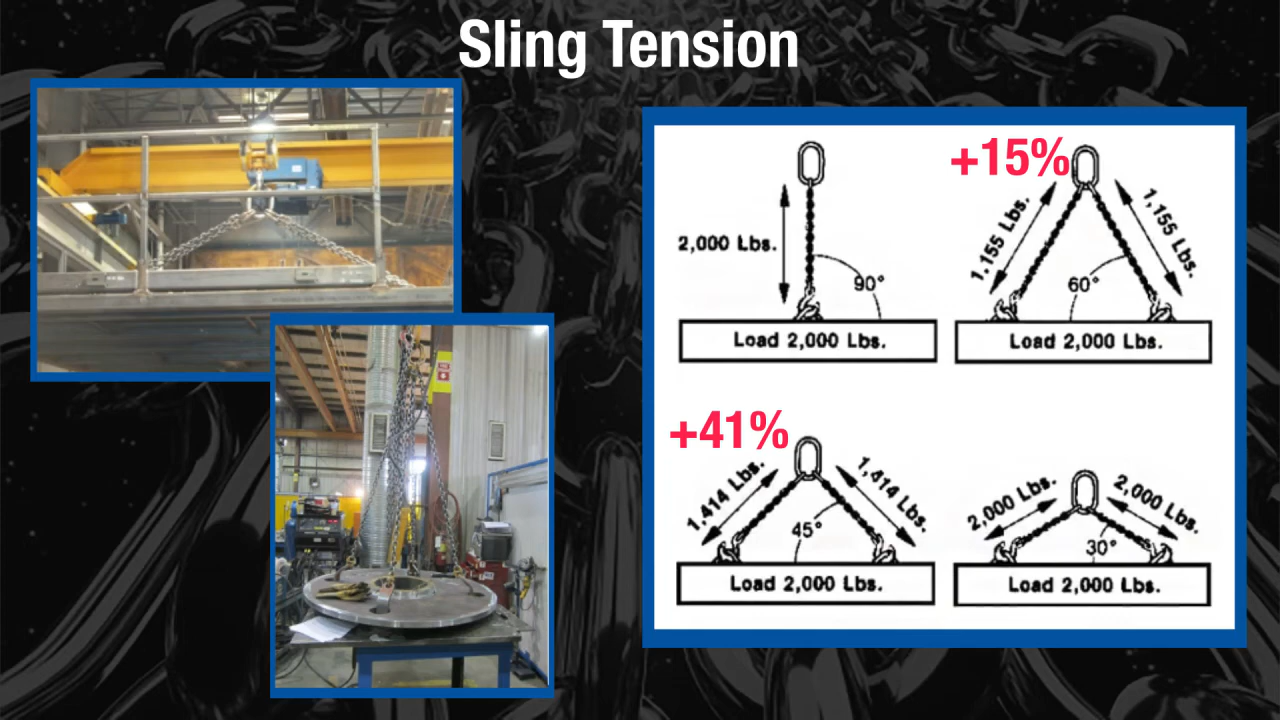 Sling Tension
2,000 Lbs.
90°
Load 2,000 Lbs.
+15%
1,155 Lbs.
1,155 Lbs.
60°
Load 2,000 Lbs.
+41%
1,414 Lbs.
1,414 Lbs.
45°
Load 2,000 Lbs.
2,000 Lbs.
2,000 Lbs.
30°
Load 2,000 Lbs.